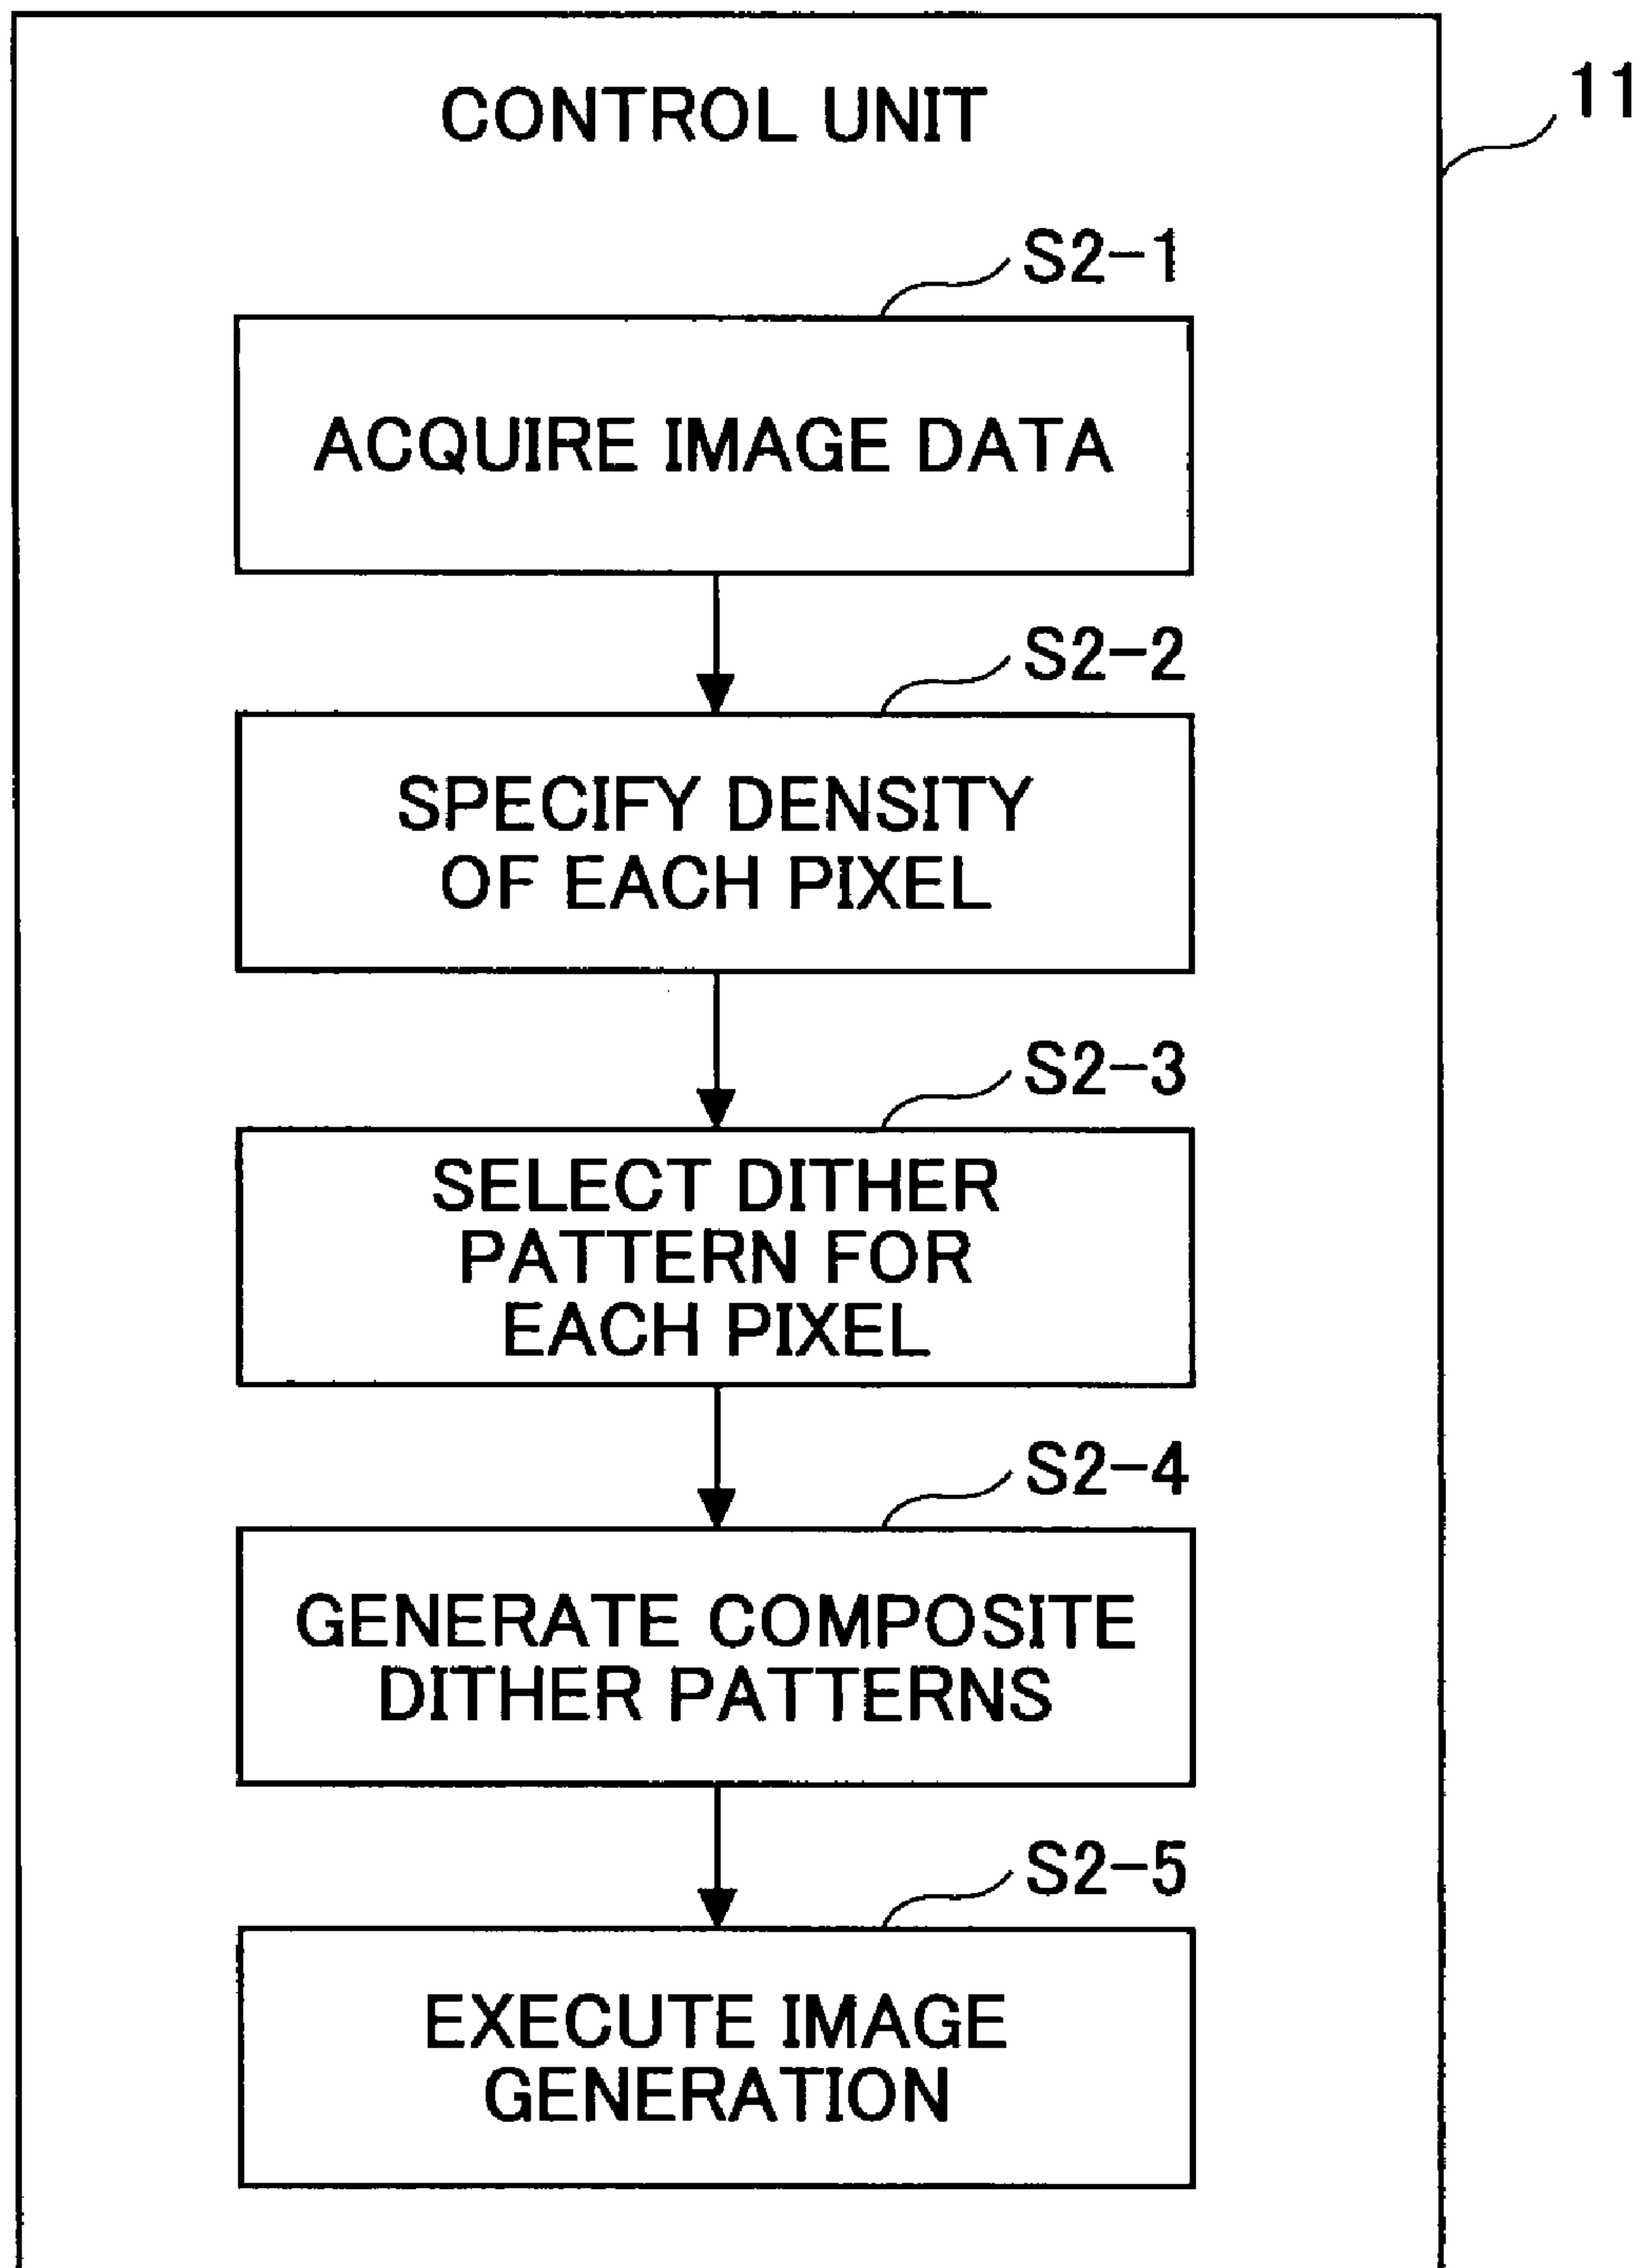 CONTROL UNIT
11
S2-1
ACQUIRE IMAGE DATA
S2-2
SPECIFY DENSITY
OF EACH PIXEL
S2-3
SELECT DITHER
PATTERN FOR
EACH PIXEL
S2-4
GENERATE COMPOSITE
DITHER PATTERNS
S2-5
EXECUTE IMAGE
GENERATION